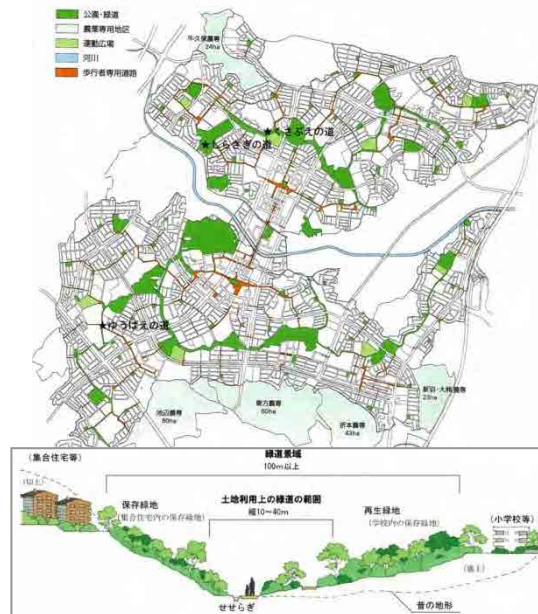 公園・緑道
農業専用地区
運動広場
河川
歩行者専用道路
牛久保農専
24ha
★くさぶえの道
★しらさぎの道
★ゆうばえの道
池辺農専
80ha
東方農専
60ha
折本農専
43ha
新羽・大熊農専
23ha
緑道景域
100m以上
(集合住宅等)
(切土)
保存緑地
(集合住宅内の保存緑地)
土地利用上の緑道の範囲
幅10〜40m
再生緑地
(学校内の保存緑地)
(小学校等)
(盛土)
せせらぎ
昔の地形